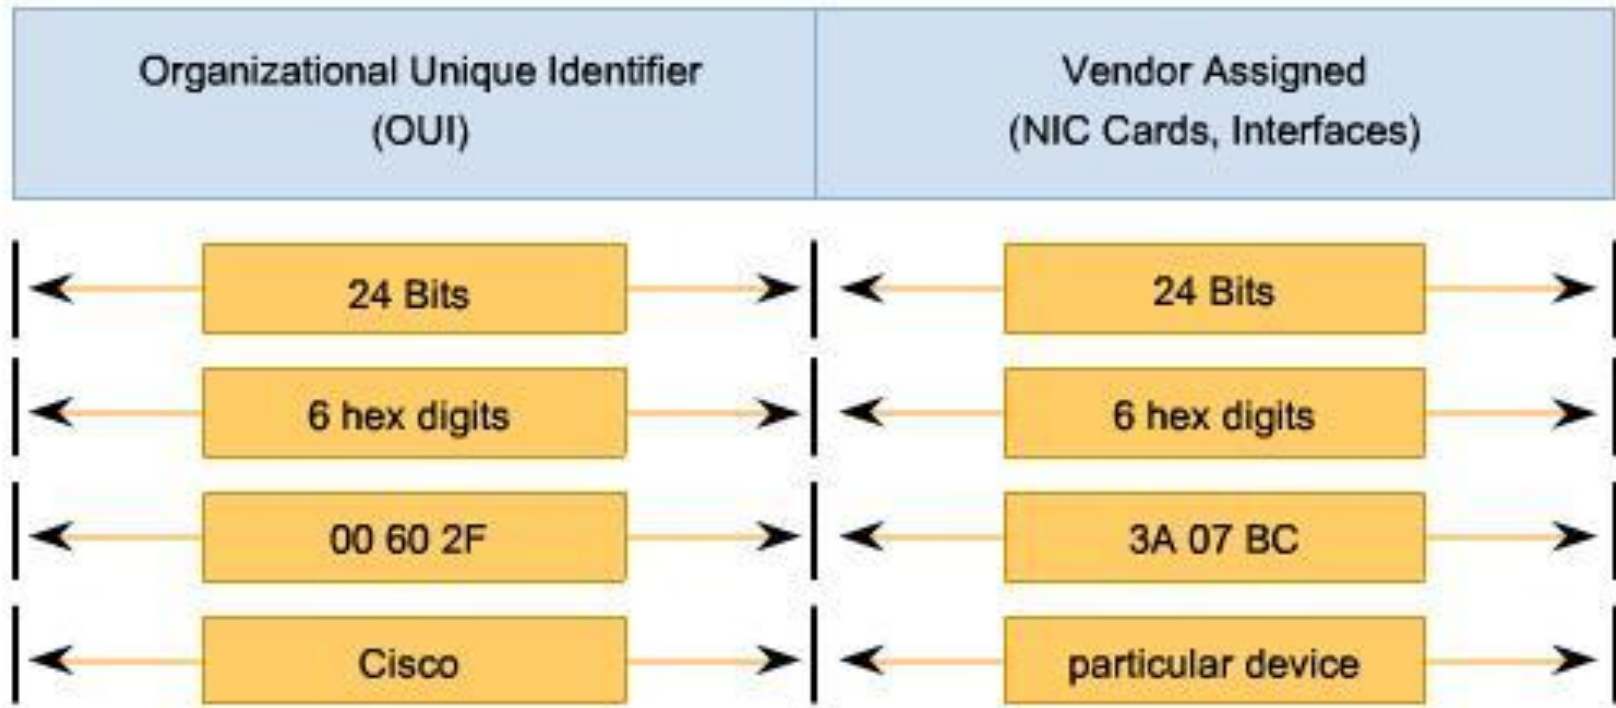 Organizational Unique Identifier
(OUI)
Vendor Assigned
(NIC Cards, Interfaces)
24 Bits
24 Bits
6 hex digits
6 hex digits
00 60 2F
3A 07 BC
Cisco
particular device